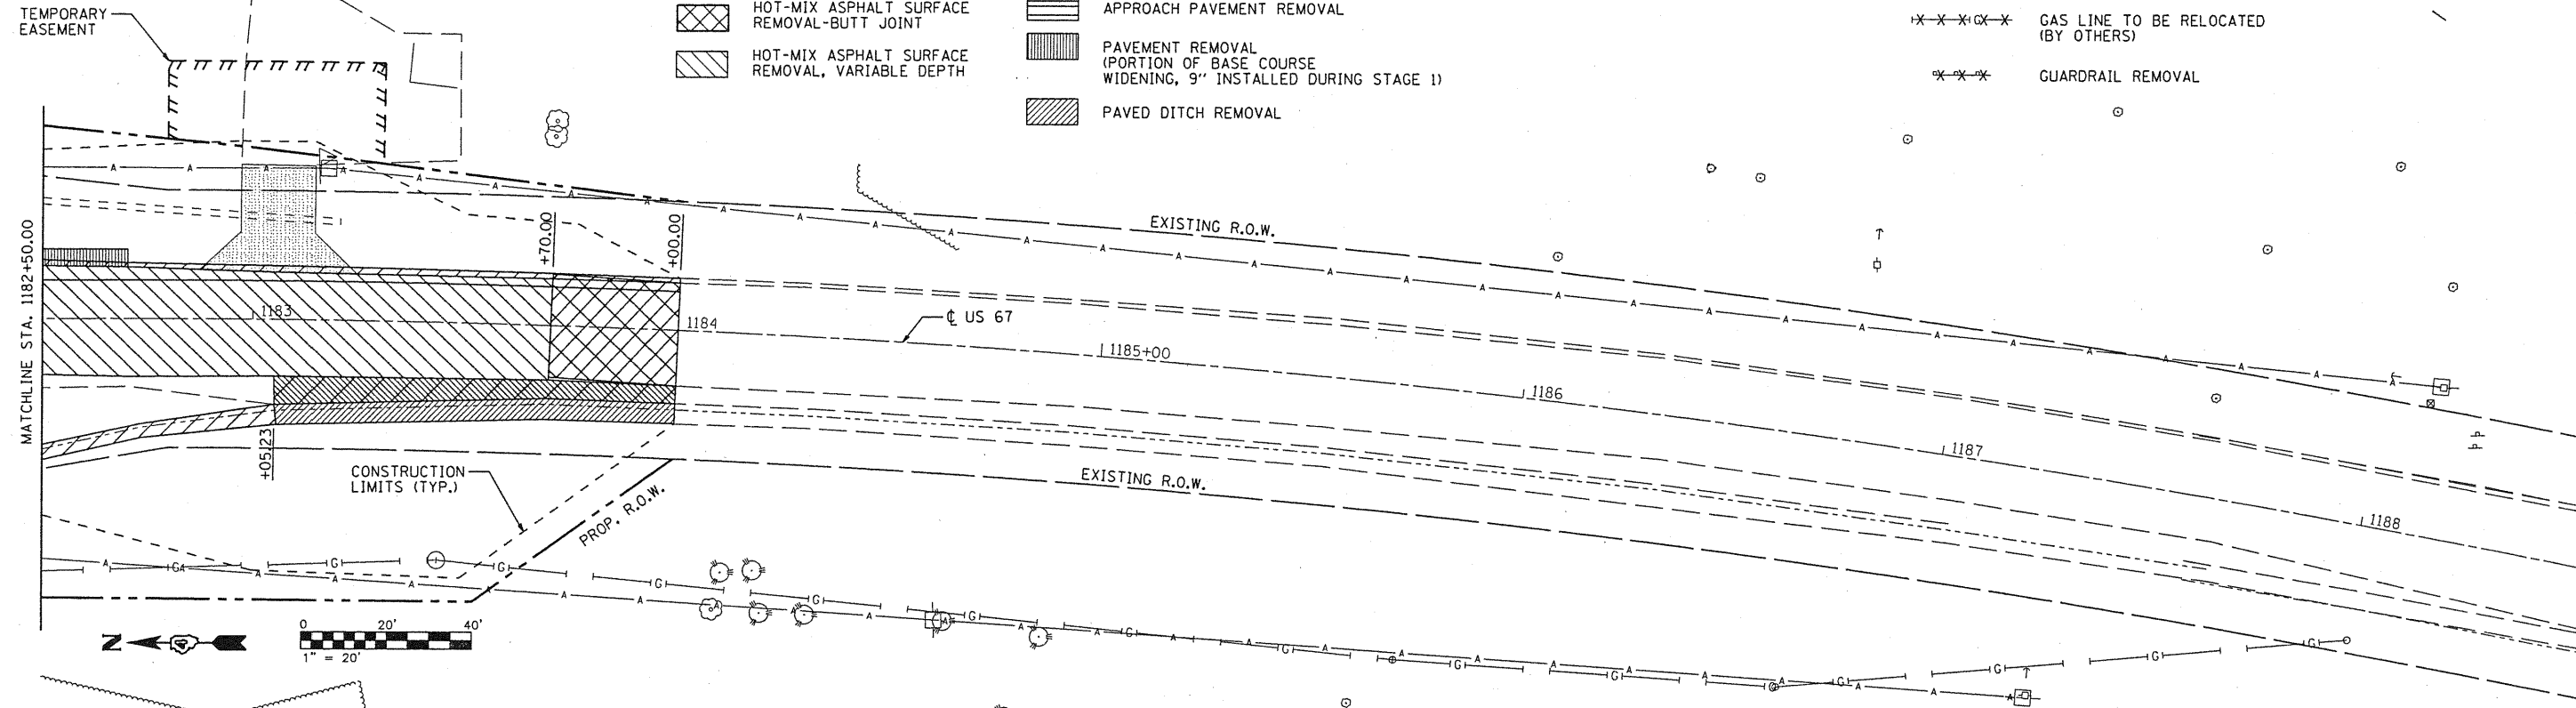 TEMPORARY
EASEMENT
HOT-MIX ASPHALT SURFACE
REMOVAL-BUTT JOINT
HOT-MIX ASPHALT SURFACE
REMOVAL, VARIABLE DEPTH
APPROACH PAVEMENT REMOVAL
PAVEMENT REMOVAL
(PORTION OF BASE COURSE
WIDENING, 9" INSTALLED DURING STAGE 1)
PAVED DITCH REMOVAL
GAS LINE TO BE RELOCATED
(BY OTHERS)
GUARDRAIL REMOVAL
MATCHLINE STA. 1182+50.00
+70.00
+00.00
EXISTING R.O.W.
1183
1184
℄ US 67
1185+00
1186
1187
1188
+05.23
CONSTRUCTION
LIMITS (TYP.)
PROP. R.O.W.
EXISTING R.O.W.
N
0 20' 40'
1" = 20'